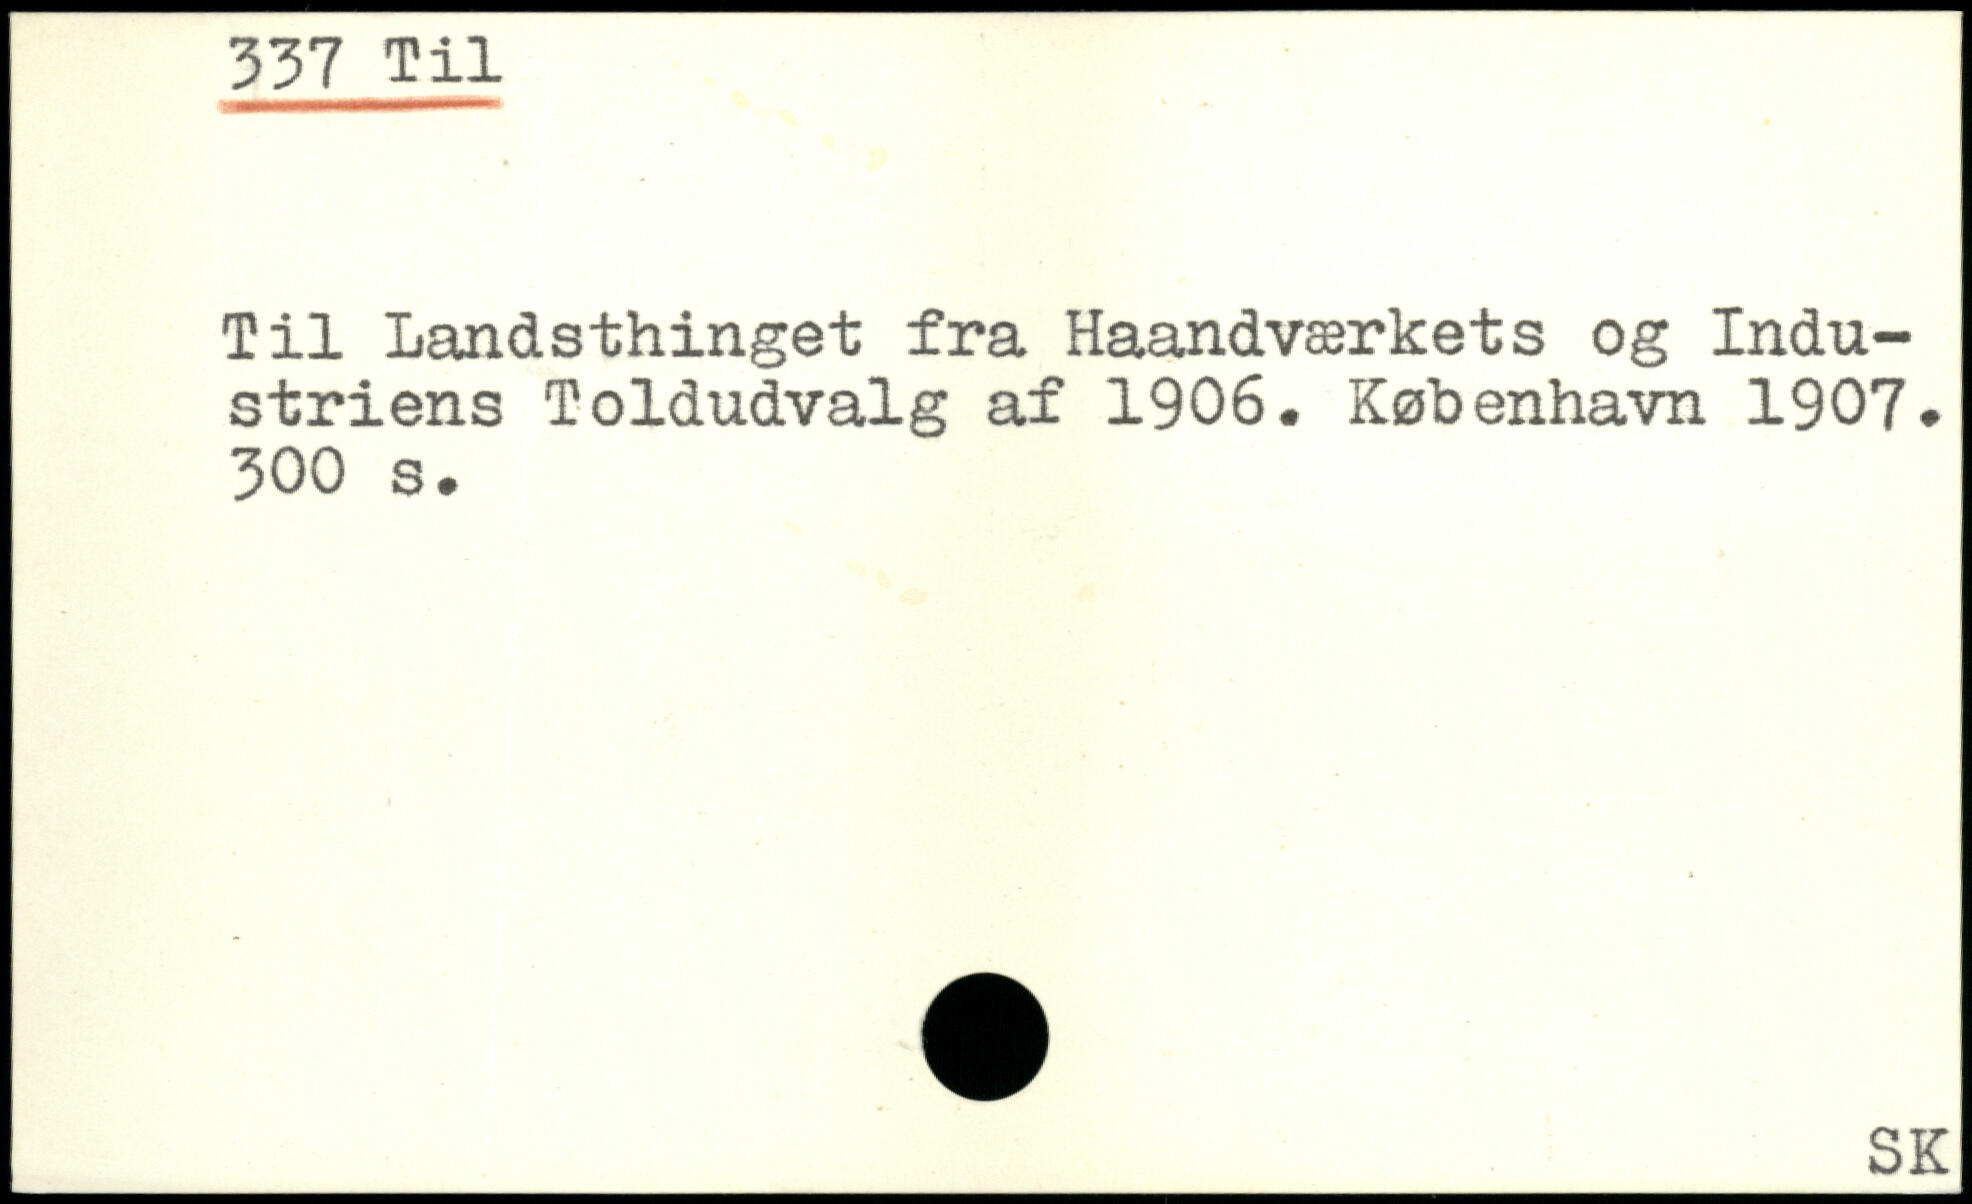 337 Til
Til Landsthinget fra Haandværkets og Indu-
striens Toldudvalg af 1906. København 1907.
300 s.
SK